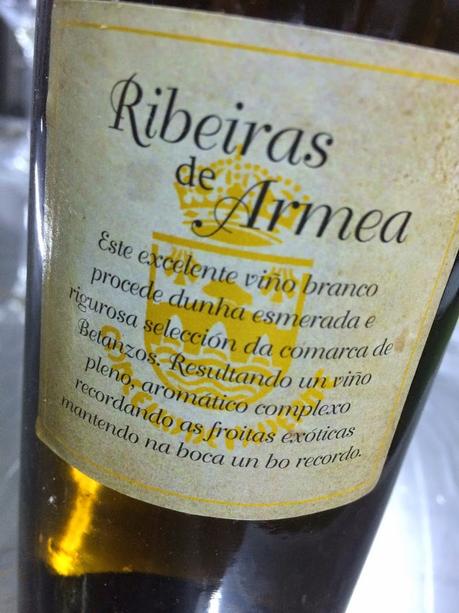 Ribeiras
de Armea
Este excelente viño branco
procede dunha esmerada e
rigurosa selección da comarca de
Betanzos. Resultando un viño
pleno, aromático complexo
recordando as froitas exóticas
mantendo na boca un bo recordo.